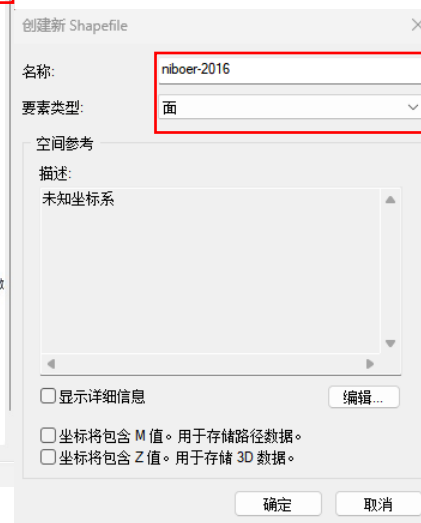 创建新 Shapefile
名称: niboer-2016
要素类型: 面
空间参考
描述:
未知坐标系
显示详细信息 编辑...
坐标将包含 M 值。用于存储路径数据。
坐标将包含 Z 值。用于存储 3D 数据。
确定 取消